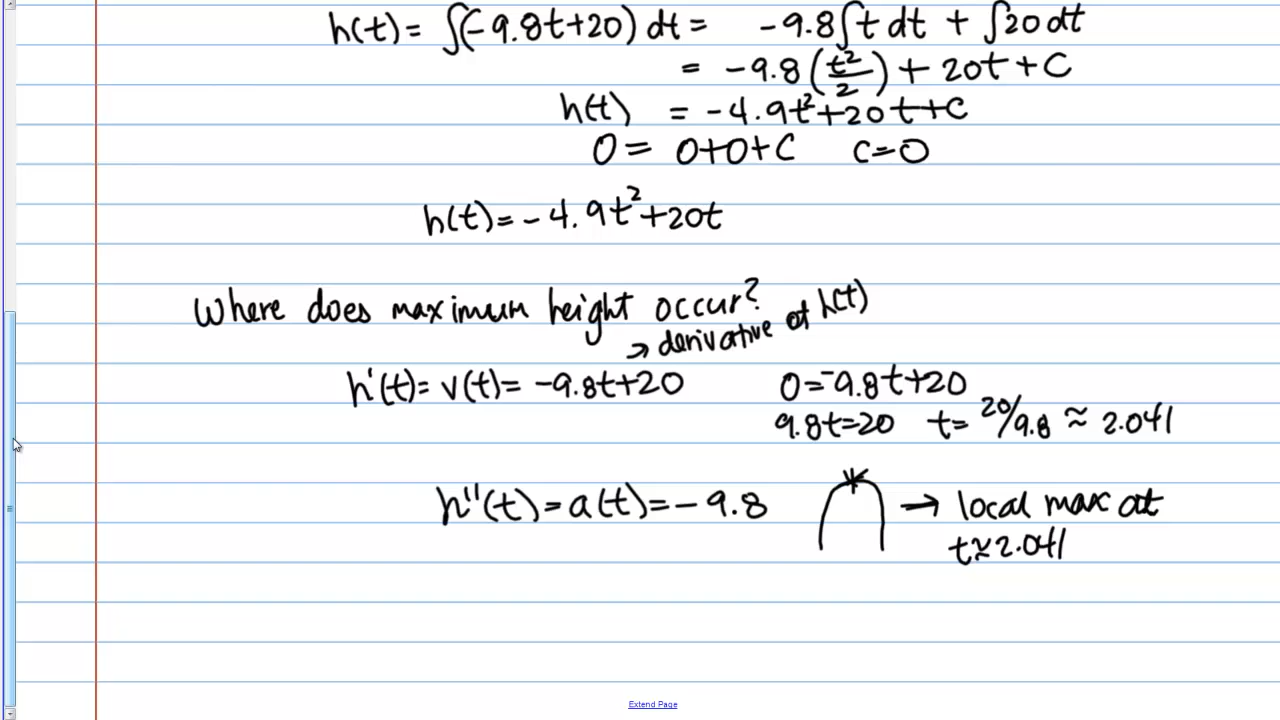 h(t) = ∫(-9.8t+20) dt = -9.8∫t dt + ∫20 dt
= -9.8 (t²/2) + 20t + C
h(t) = -4.9t²+20t+C
0 = 0+0+C C=0
h(t) = -4.9t²+20t
Where does maximum height occur?
→ derivative of h(t)
h'(t) = v(t) = -9.8t+20 0=-9.8t+20
9.8t=20 t= 20/9.8 ≈ 2.041
h''(t) = a(t) = -9.8 → local max at
t≈2.041
Extend Page